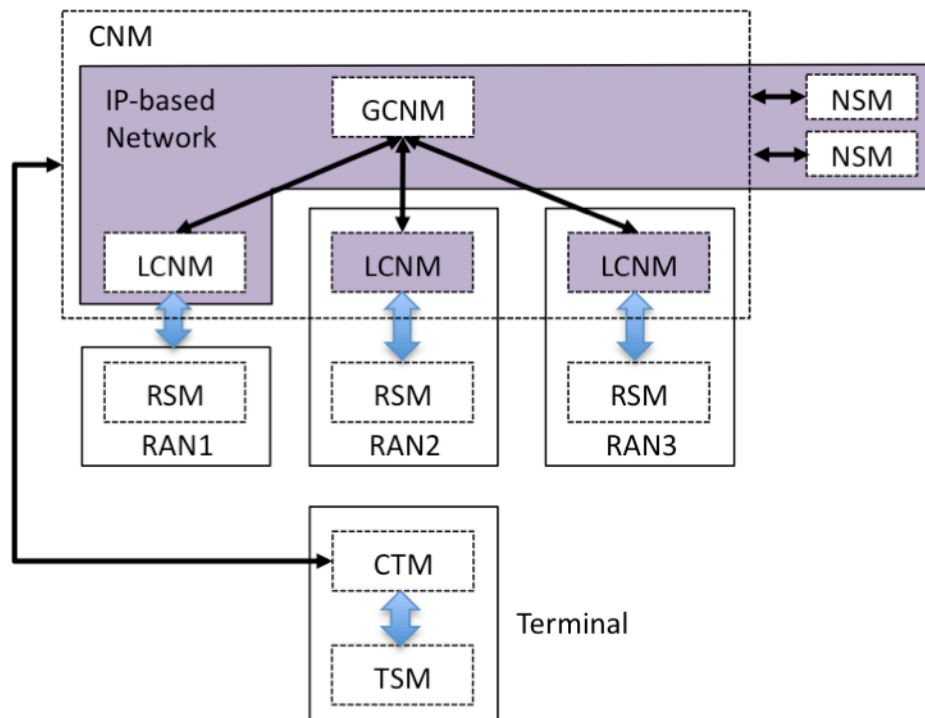 CNM
IP-based
Network
GCNM
NSM
NSM
LCNM
LCNM
LCNM
RSM
RSM
RSM
RAN1
RAN2
RAN3
CTM
Terminal
TSM